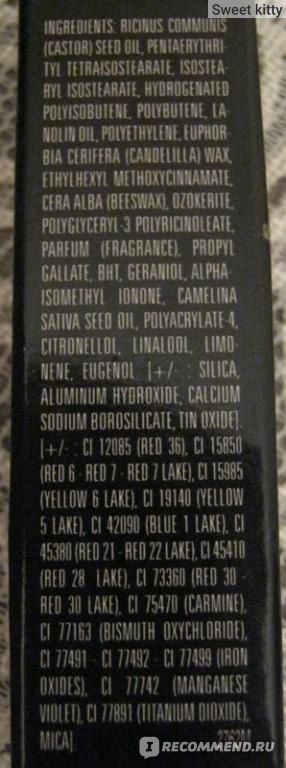 Sweet kitty
INGREDIENTS: RICINUS COMMUNIS
(CASTOR) SEED OIL, PENTAERYTHRI-
TYL TETRAISOSTEARATE, ISOSTE-
ARYL ISOSTEARATE, HYDROGENATED
POLYISOBUTENE, POLYBUTENE, LA-
NOLIN OIL, POLYETHYLENE, EUPHOR-
BIA CERIFERA (CANDELILLA) WAX,
ETHYLHEXYL METHOXYCINNAMATE,
CERA ALBA (BEESWAX), OZOKERITE,
POLYGLYCERYL-3 POLYRICINOLEATE,
PARFUM (FRAGRANCE), PROPYL
GALLATE, BHT, GERANIOL, ALPHA-
ISOMETHYL IONONE, CAMELINA
SATIVA SEED OIL, POLYACRYLATE-4,
CITRONELLOL, LINALOOL, LIMO-
NENE, EUGENOL [+/- : SILICA,
ALUMINUM HYDROXIDE, CALCIUM
SODIUM BOROSILICATE, TIN OXIDE].
[+/- : CI 12085 (RED 36), CI 15850
(RED 6 - RED 7 - RED 7 LAKE), CI 15985
(YELLOW 6 LAKE), CI 19140 (YELLOW
5 LAKE), CI 42090 (BLUE 1 LAKE), CI
45380 (RED 21 - RED 22 LAKE), CI 45410
(RED 28 LAKE), CI 73360 (RED 30 -
RED 30 LAKE), CI 75470 (CARMINE),
CI 77163 (BISMUTH OXYCHLORIDE),
CI 77491 - CI 77492 - CI 77499 (IRON
OXIDES), CI 77742 (MANGANESE
VIOLET), CI 77891 (TITANIUM DIOXIDE),
MICA].
IRECOMMEND.RU